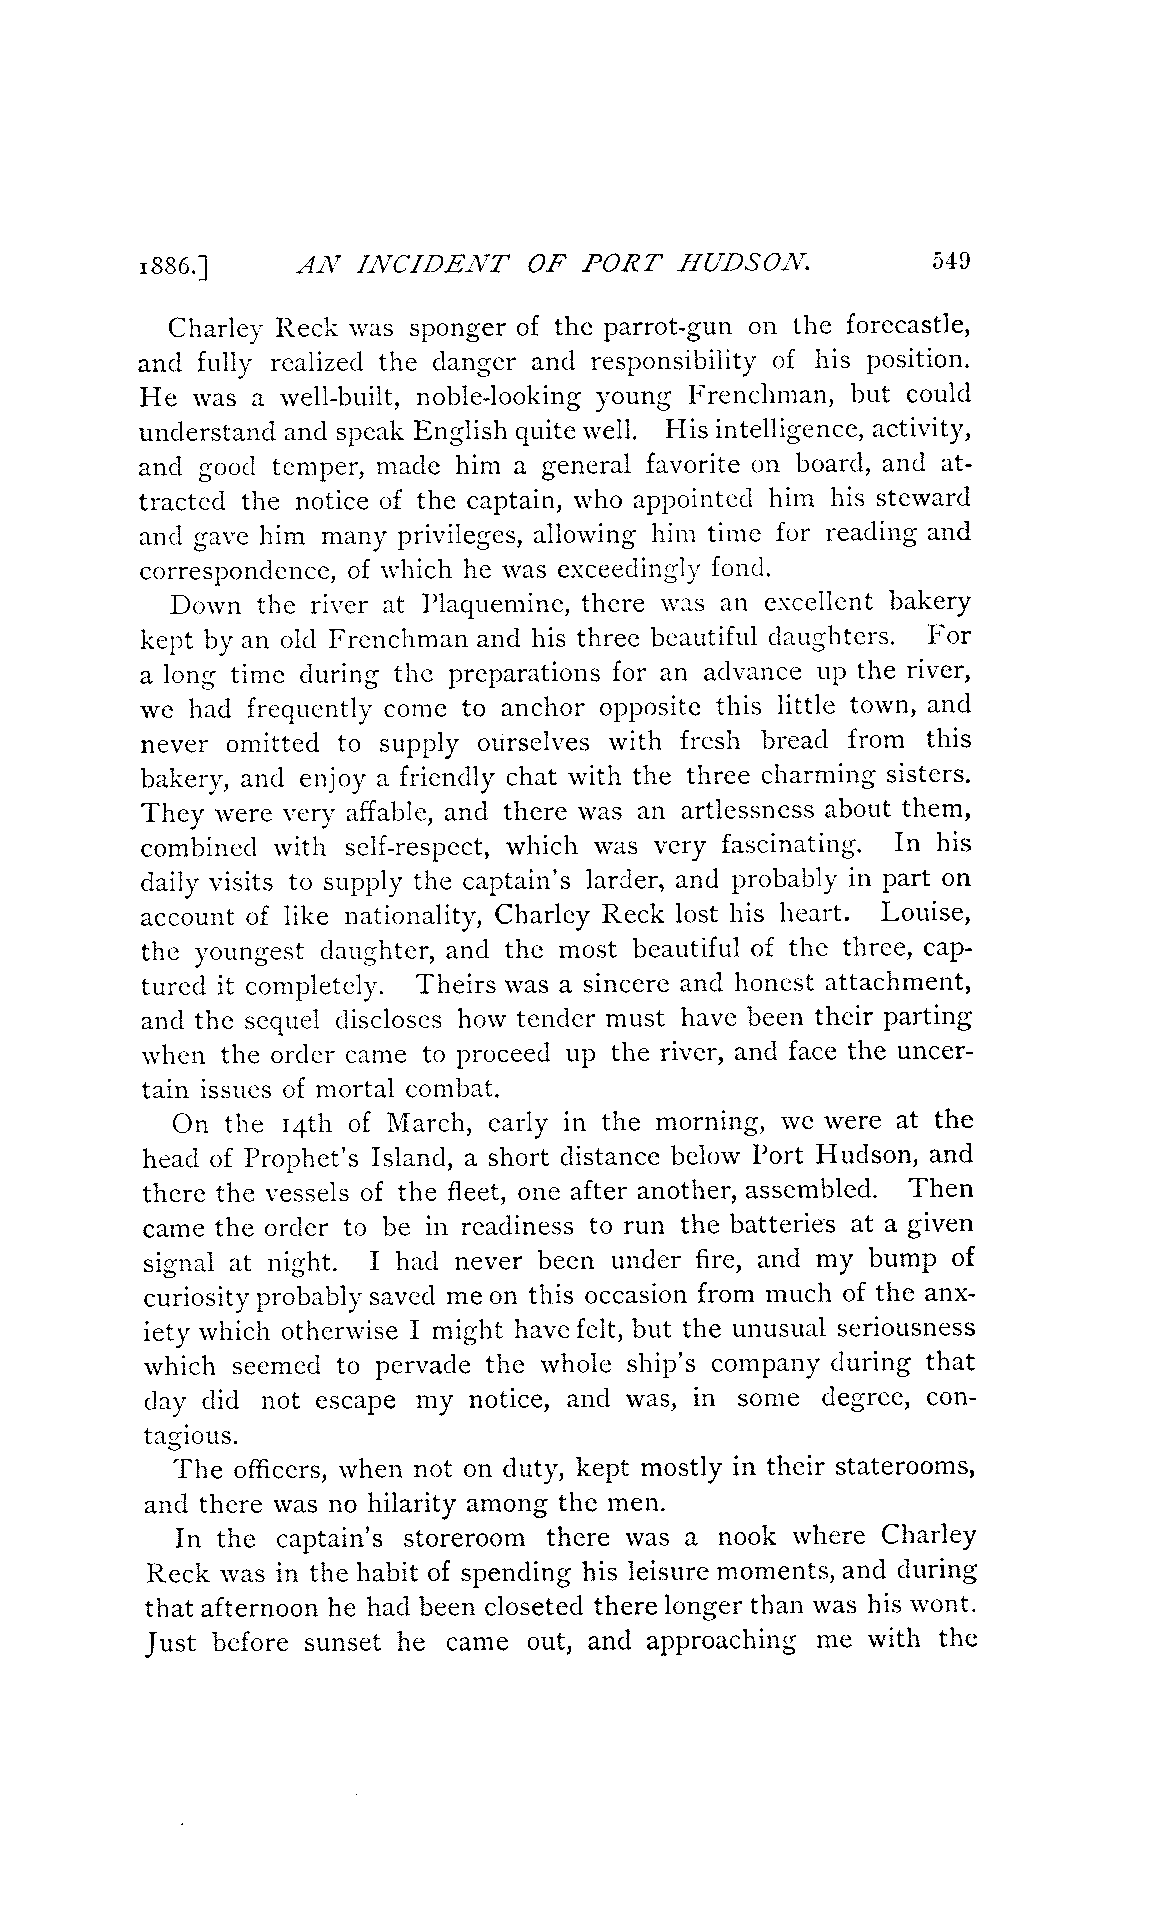 1886.] AN INCIDENT OF PORT HUDSON. 549
Charley Reck was sponger of the parrot-gun on the forecastle,
and fully realized the danger and responsibility of his position.
He was a well-built, noble-looking young Frenchman, but could
understand and speak English quite well. His intelligence, activity,
and good temper, made him a general favorite on board, and at-
tracted the notice of the captain, who appointed him his steward
and gave him many privileges, allowing him time for reading and
correspondence, of which he was exceedingly fond.
Down the river at Plaquemine, there was an excellent bakery
kept by an old Frenchman and his three beautiful daughters. For
a long time during the preparations for an advance up the river,
we had frequently come to anchor opposite this little town, and
never omitted to supply ourselves with fresh bread from this
bakery, and enjoy a friendly chat with the three charming sisters.
They were very affable, and there was an artlessness about them,
combined with self-respect, which was very fascinating. In his
daily visits to supply the captain's larder, and probably in part on
account of like nationality, Charley Reck lost his heart. Louise,
the youngest daughter, and the most beautiful of the three, cap-
tured it completely. Theirs was a sincere and honest attachment,
and the sequel discloses how tender must have been their parting
when the order came to proceed up the river, and face the uncer-
tain issues of mortal combat.
On the 14th of March, early in the morning, we were at the
head of Prophet's Island, a short distance below Port Hudson, and
there the vessels of the fleet, one after another, assembled. Then
came the order to be in readiness to run the batteries at a given
signal at night. I had never been under fire, and my bump of
curiosity probably saved me on this occasion from much of the anx-
iety which otherwise I might have felt, but the unusual seriousness
which seemed to pervade the whole ship's company during that
day did not escape my notice, and was, in some degree, con-
tagious.
The officers, when not on duty, kept mostly in their staterooms,
and there was no hilarity among the men.
In the captain's storeroom there was a nook where Charley
Reck was in the habit of spending his leisure moments, and during
that afternoon he had been closeted there longer than was his wont.
Just before sunset he came out, and approaching me with the